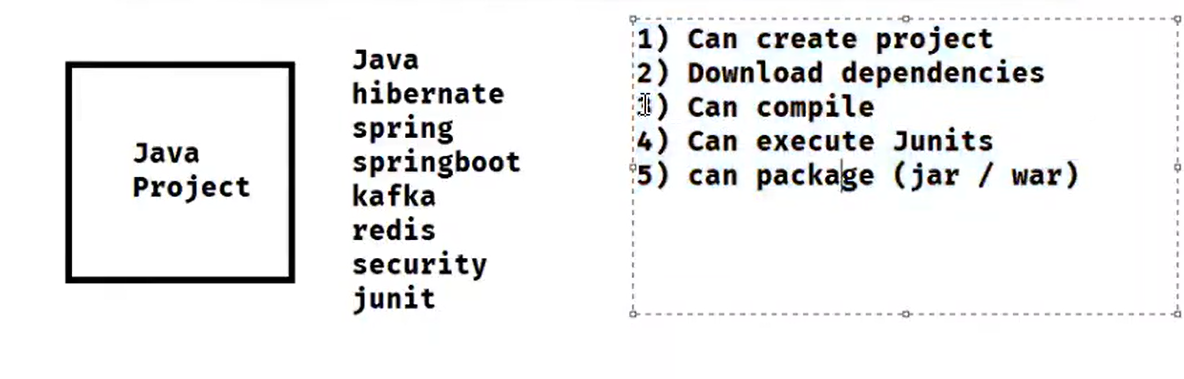 Java
Project
Java
hibernate
spring
springboot
kafka
redis
security
junit
1) Can create project
2) Download dependencies
3) Can compile
4) Can execute Junits
5) can package (jar / war)